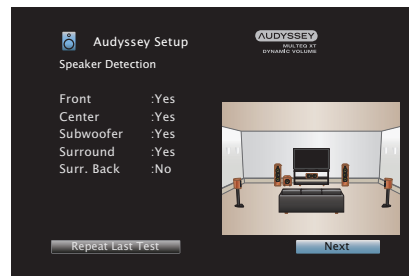 Audyssey Setup
AUDYSSEY
MULTEQ XT
DYNAMIC VOLUME
Speaker Detection
Front :Yes
Center :Yes
Subwoofer :Yes
Surround :Yes
Surr. Back :No
Repeat Last Test
Next